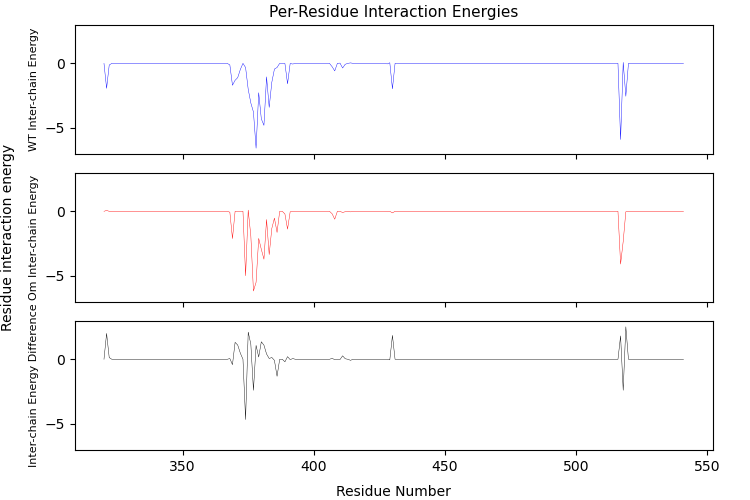 Per-Residue Interaction Energies
Residue interaction energy
WT Inter-chain Energy
0
−5
Om Inter-chain Energy
0
−5
Inter-chain Energy Difference
0
−5
350
400
450
500
550
Residue Number